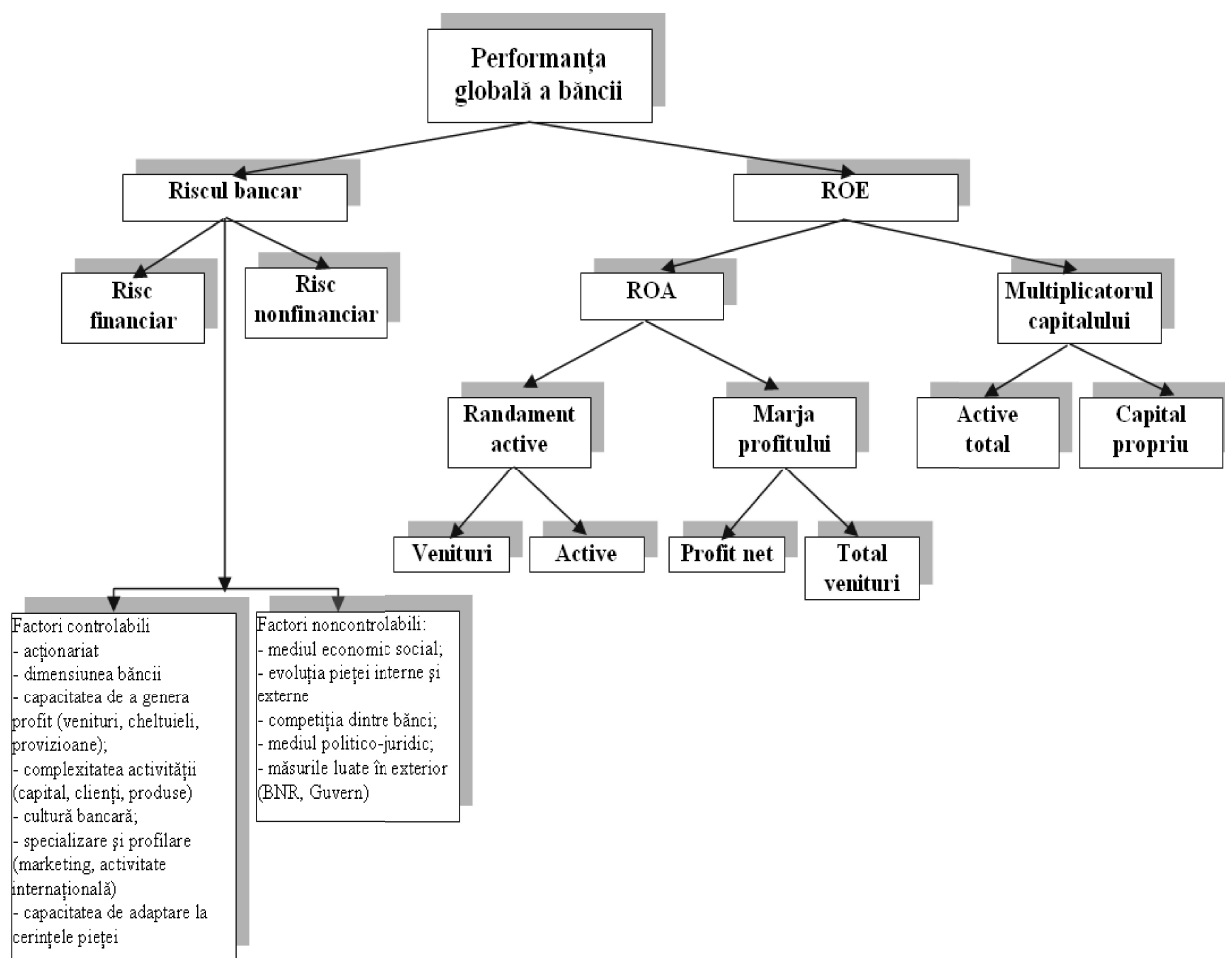 Performanța
globală a băncii
Riscul bancar
ROE
Risc
financiar
Risc
nonfinanciar
ROA
Multiplicatorul
capitalului
Randament
active
Marja
profitului
Active
total
Capital
propriu
Venituri
Active
Profit net
Total
venituri
Factori controlabili
- acționariat
- dimensiunea băncii
- capacitatea de a genera
profit (venituri, cheltuieli,
provizioane);
- complexitatea activității
(capital, clienți, produse)
- cultură bancară;
- specializare şi profilare
(marketing, activitate
internațională)
- capacitatea de adaptare la
cerințele pieței
Factori noncontrolabili:
- mediul economic social;
- evoluția pieței interne şi
externe
- competiția dintre bănci;
- mediul politico-juridic;
- măsurile luate în exterior
(BNR, Guvern)